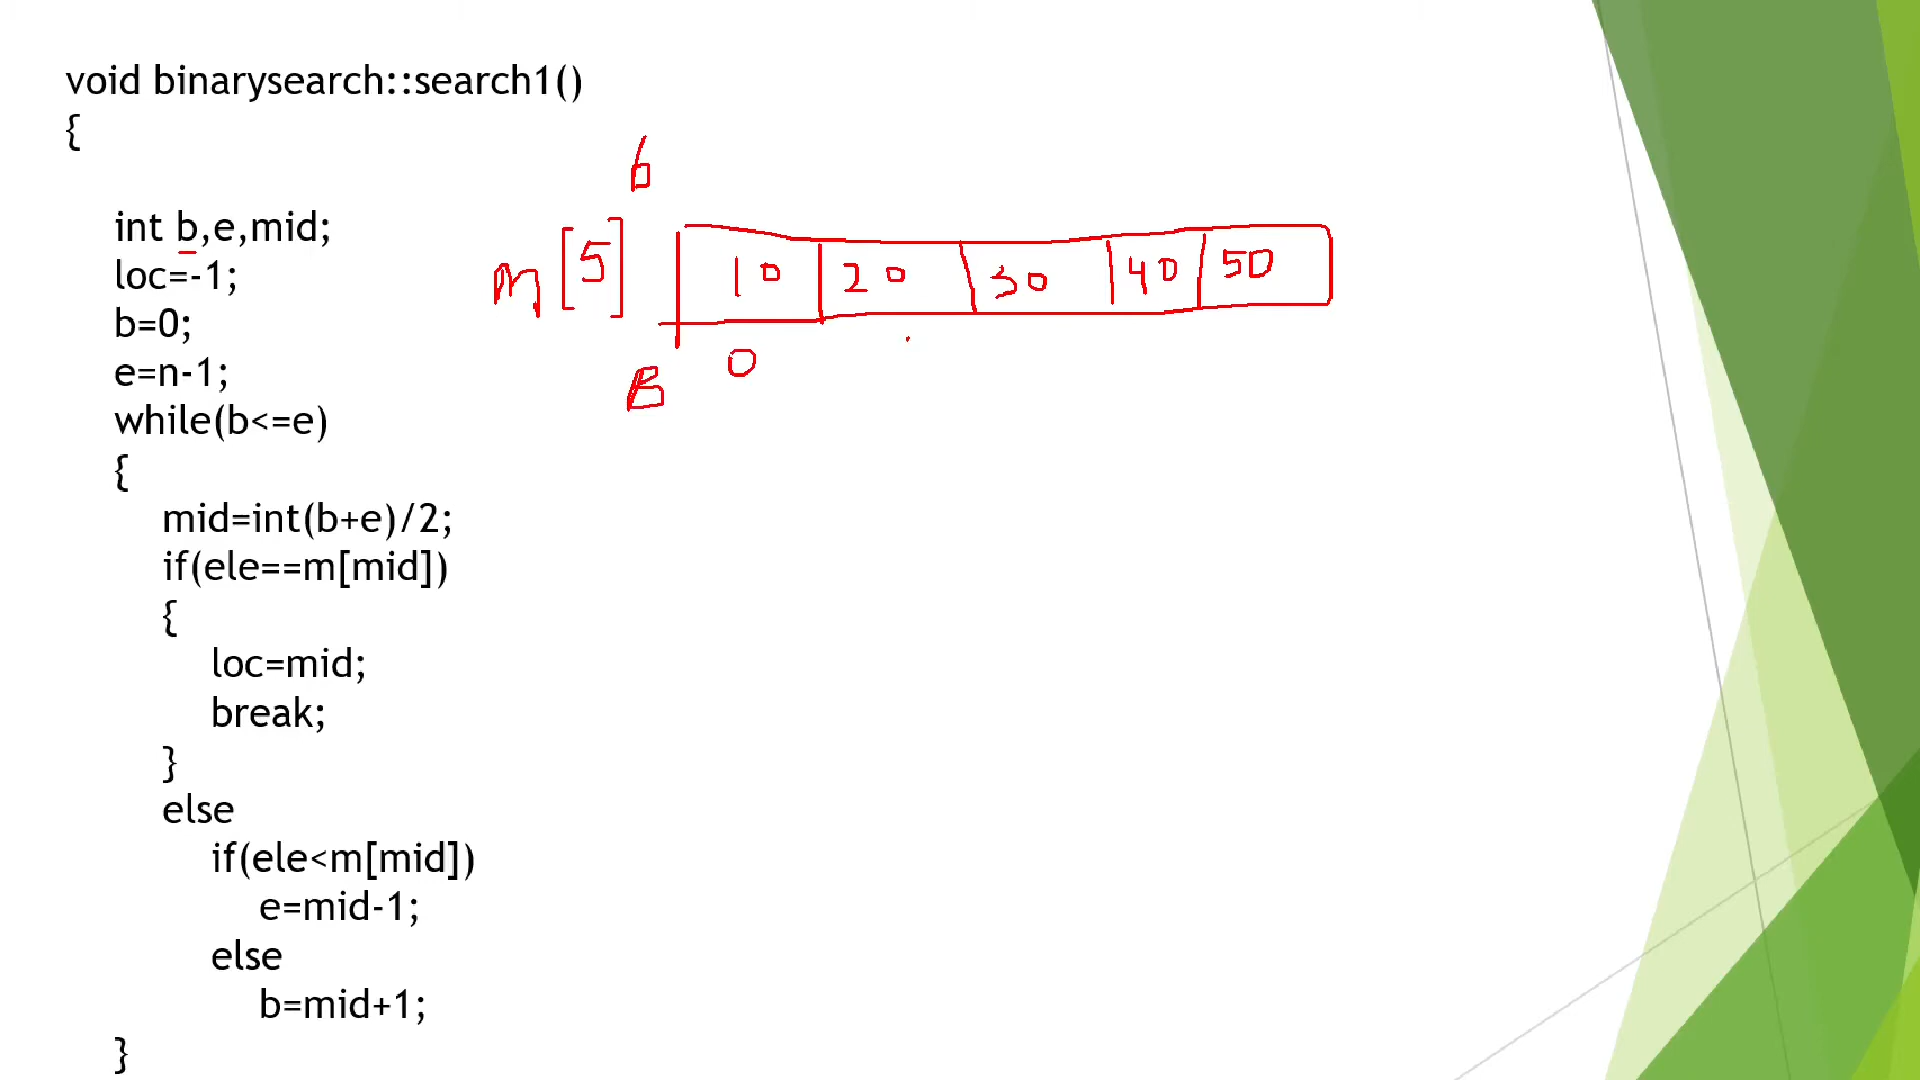 void binarysearch::search1()
{
b
int b,e,mid;
m[5] 10 20 30 40 50
loc=-1;
b=0;
B 0
e=n-1;
while(b<=e)
{
mid=int(b+e)/2;
if(ele==m[mid])
{
loc=mid;
break;
}
else
if(ele<m[mid])
e=mid-1;
else
b=mid+1;
}